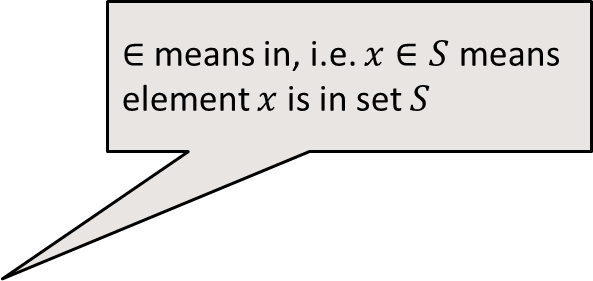 ∈ means in, i.e. 𝑥 ∈ 𝑆 means
element 𝑥 is in set 𝑆